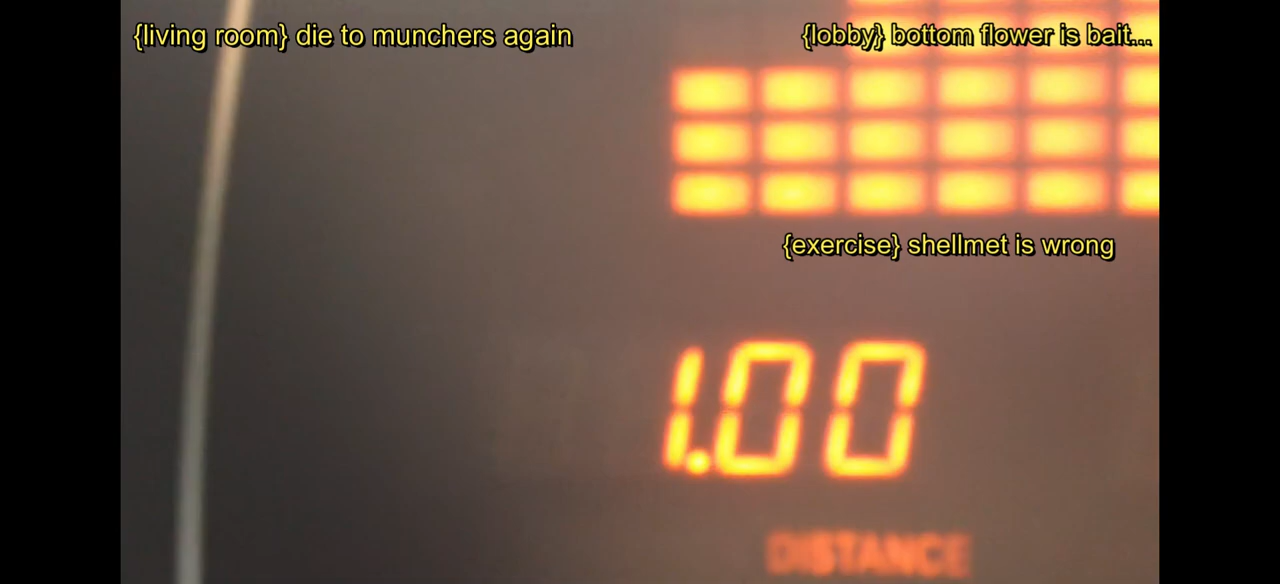 {living room} die to munchers again
{lobby} bottom flower is bait...
{exercise} shellmet is wrong
1.00
DISTANCE